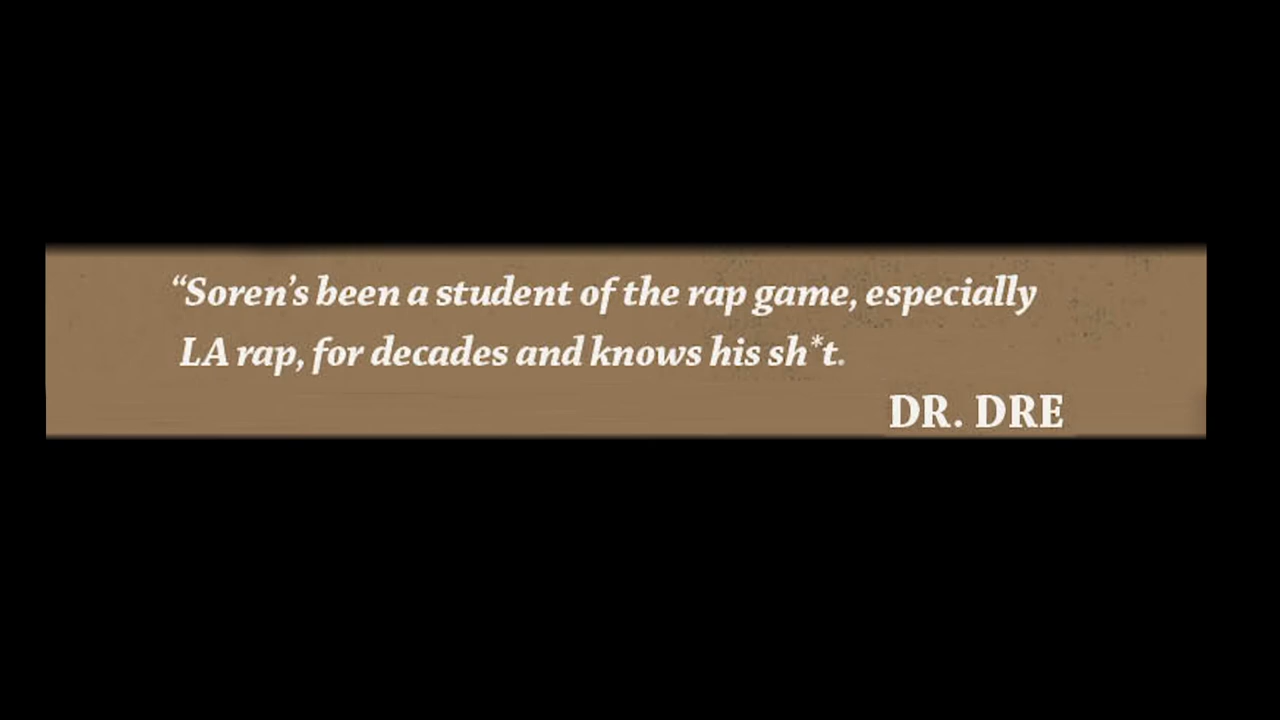 “Soren’s been a student of the rap game, especially
LA rap, for decades and knows his sh*t.
DR. DRE